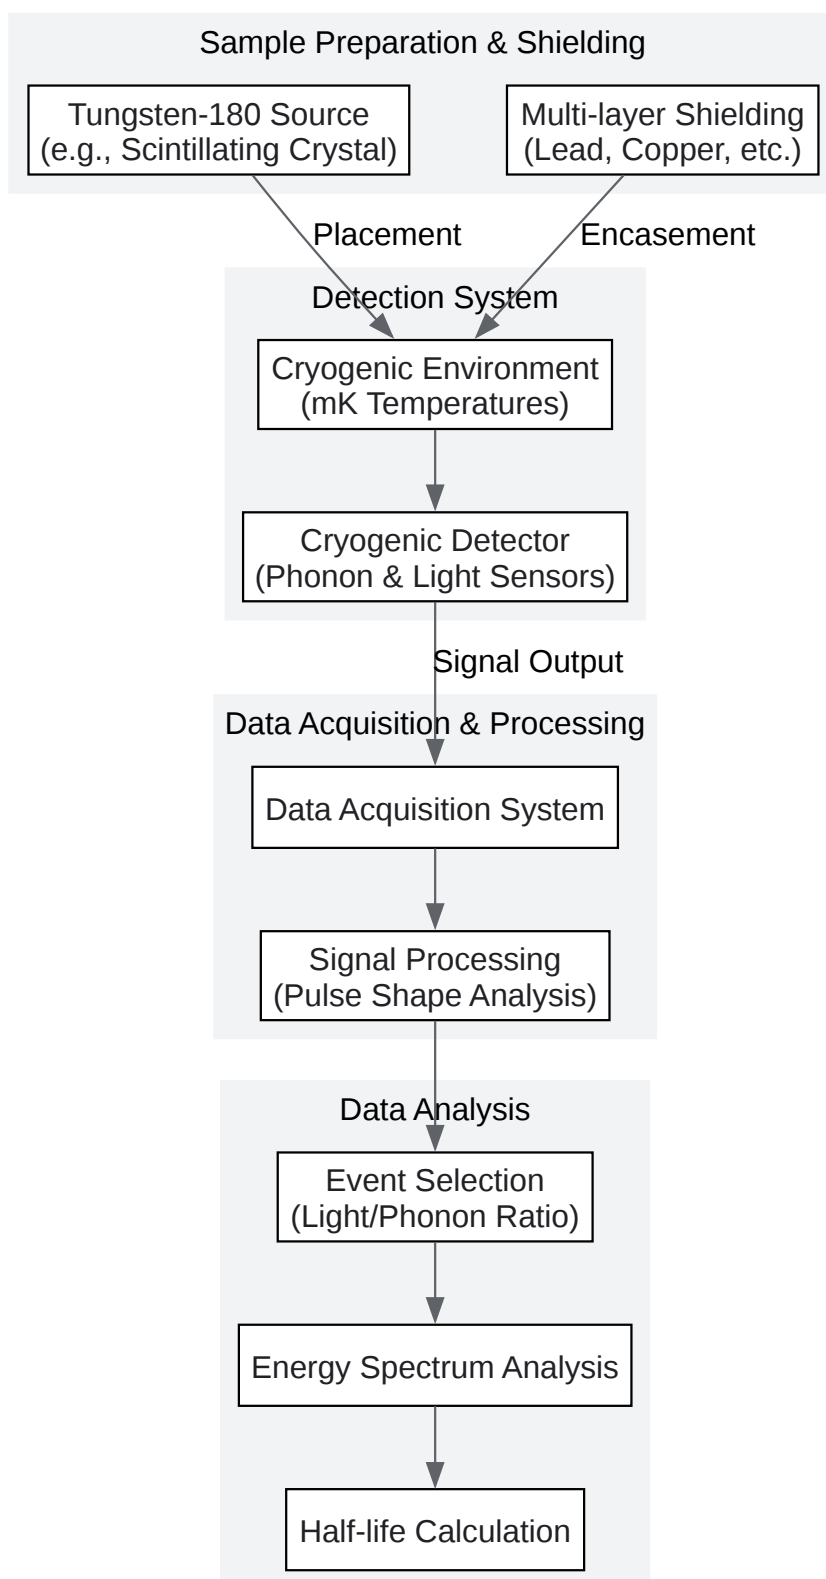 Sample Preparation & Shielding
Tungsten-180 Source
(e.g., Scintillating Crystal)
Multi-layer Shielding
(Lead, Copper, etc.)
Placement
Encasement
Detection System
Cryogenic Environment
(mK Temperatures)
Cryogenic Detector
(Phonon & Light Sensors)
Signal Output
Data Acquisition & Processing
Data Acquisition System
Signal Processing
(Pulse Shape Analysis)
Data Analysis
Event Selection
(Light/Phonon Ratio)
Energy Spectrum Analysis
Half-life Calculation